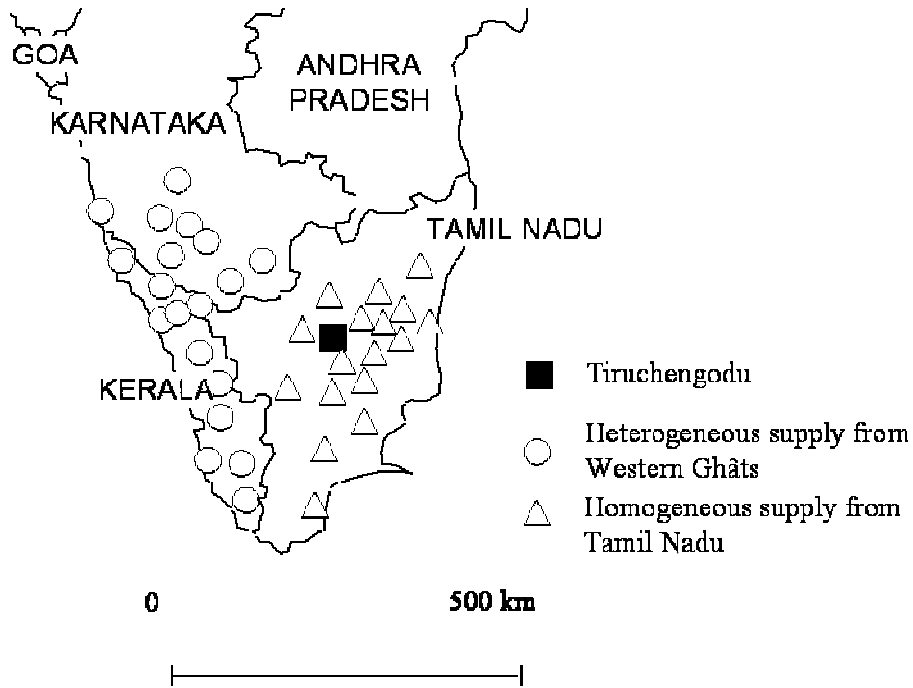 GOA
ANDHRA
PRADESH
KARNATAKA
TAMIL NADU
KERALA
Tiruchengodu
Heterogeneous supply from
Western Ghãts
Homogeneous supply from
Tamil Nadu
0 500 km